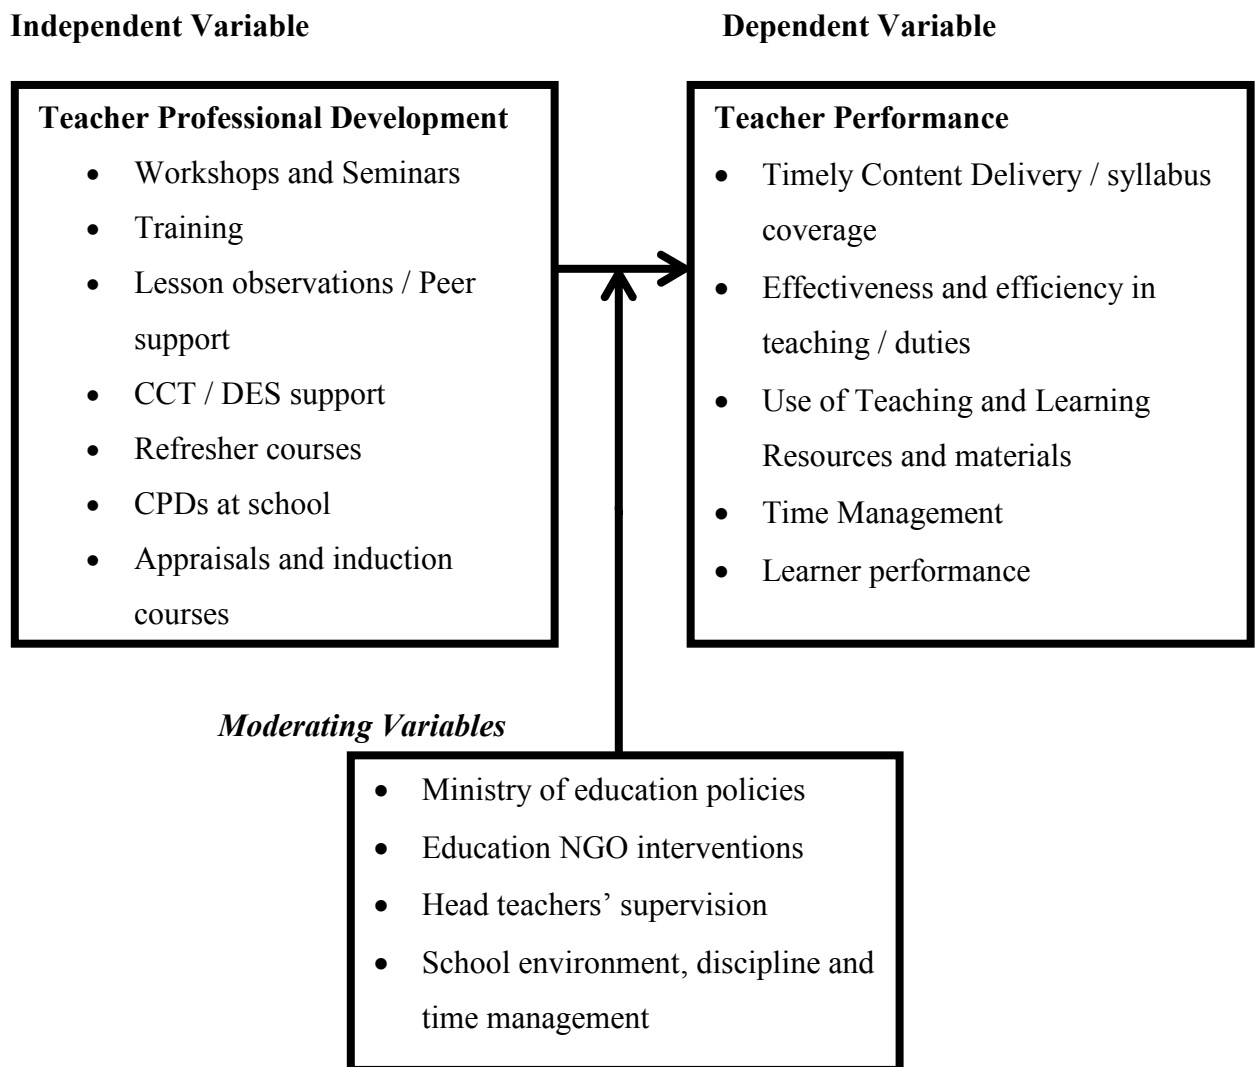 Independent Variable
Dependent Variable
Teacher Professional Development
• Workshops and Seminars
• Training
• Lesson observations / Peer
support
• CCT / DES support
• Refresher courses
• CPDs at school
• Appraisals and induction
courses
Teacher Performance
• Timely Content Delivery / syllabus
coverage
• Effectiveness and efficiency in
teaching / duties
• Use of Teaching and Learning
Resources and materials
• Time Management
• Learner performance
Moderating Variables
• Ministry of education policies
• Education NGO interventions
• Head teachers’ supervision
• School environment, discipline and
time management